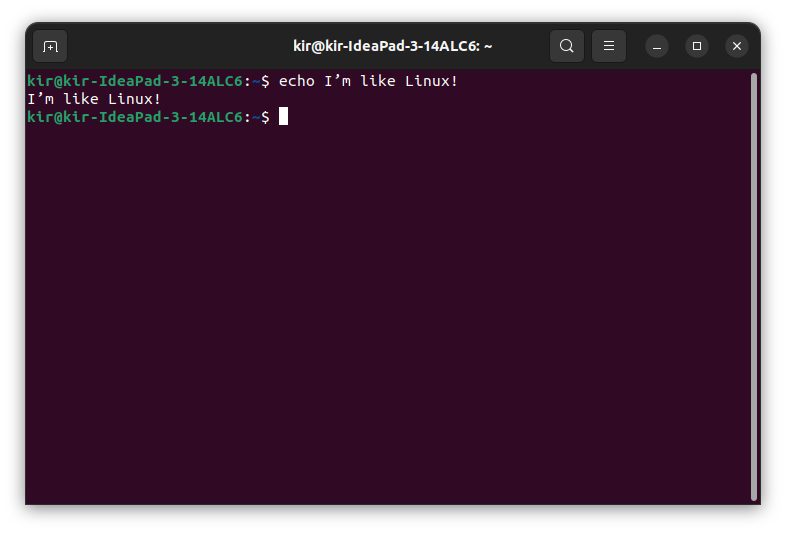 kir@kir-IdeaPad-3-14ALC6: ~
kir@kir-IdeaPad-3-14ALC6:~$ echo I’m like Linux!
I’m like Linux!
kir@kir-IdeaPad-3-14ALC6:~$